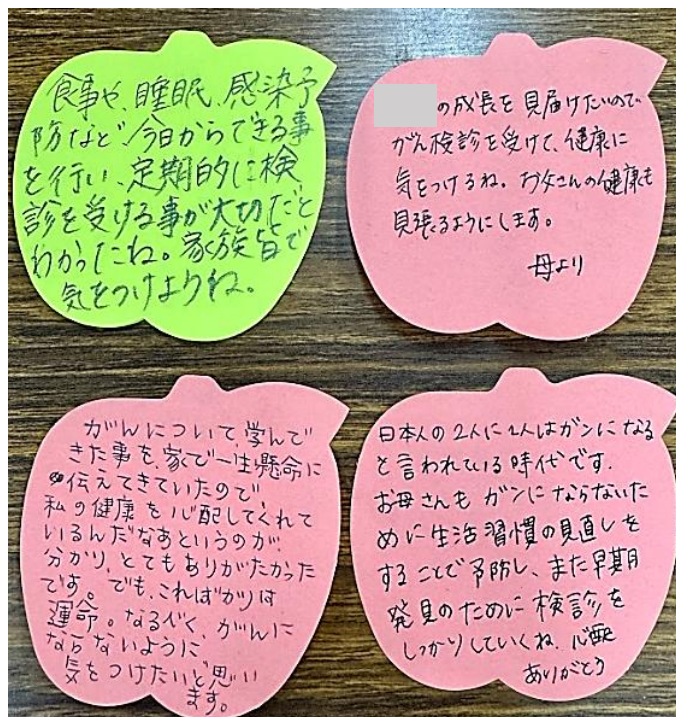 食事や、睡眠、感染予
防など、今日からできる事
を行い、定期的に検
診を受ける事が大切だと
わかったね。家族皆で
気をつけようね。
の成長を見届けたいので
がん検診を受けて、健康に
気をつけるね。お父さんの健康も
見張るようにします。
母より
がんについて、学んで
きた事を、家で一生懸命に
伝えてきていたので、
私の健康を心配してくれて
いるんだなあというのが
分かり、とてもありがたかった
です。でも、こればかりは
運命。なるべく、がんに
ならないように
気をつけたいと思い
ます。
日本人の2人に1人はガンになる
と言われている時代です.
お母さんも ガンにならないた
めに生活習慣の見直しを
することで予防し、また早期
発見のために検診を
しっかりしていくね. 心配
ありがとう